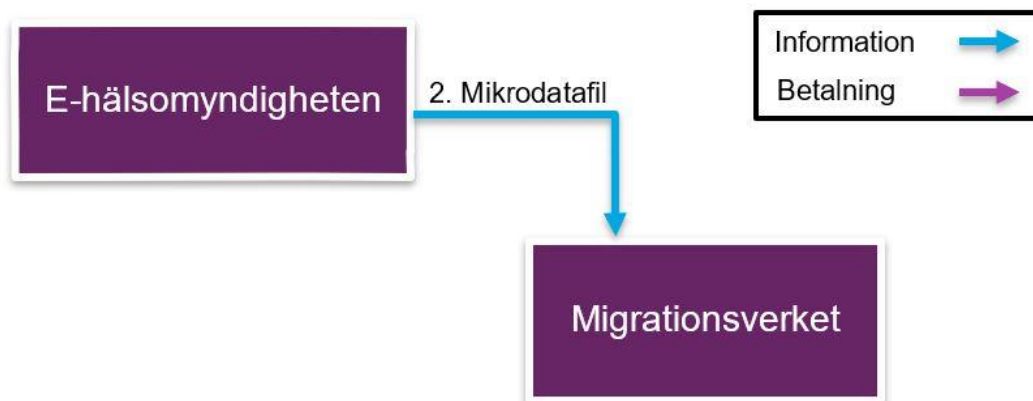 E-hälsomyndigheten
2. Mikrodatafil
Information
Betalning
Migrationsverket